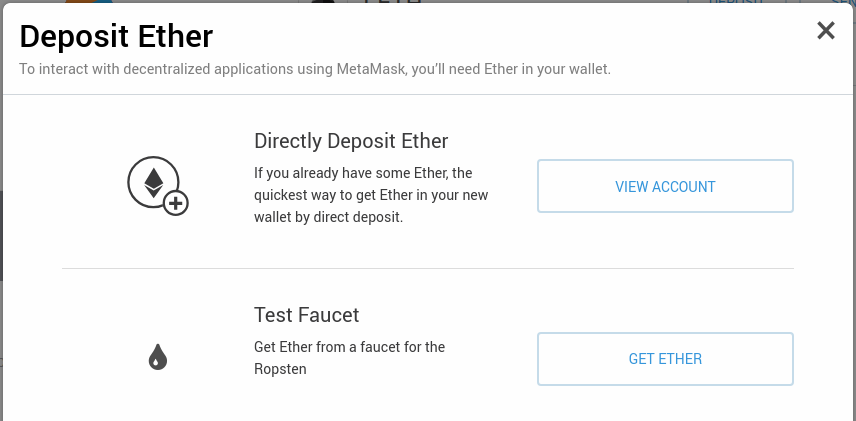 Deposit Ether
To interact with decentralized applications using MetaMask, you’ll need Ether in your wallet.
Directly Deposit Ether
If you already have some Ether, the
quickest way to get Ether in your new
wallet by direct deposit.
VIEW ACCOUNT
Test Faucet
Get Ether from a faucet for the
Ropsten
GET ETHER